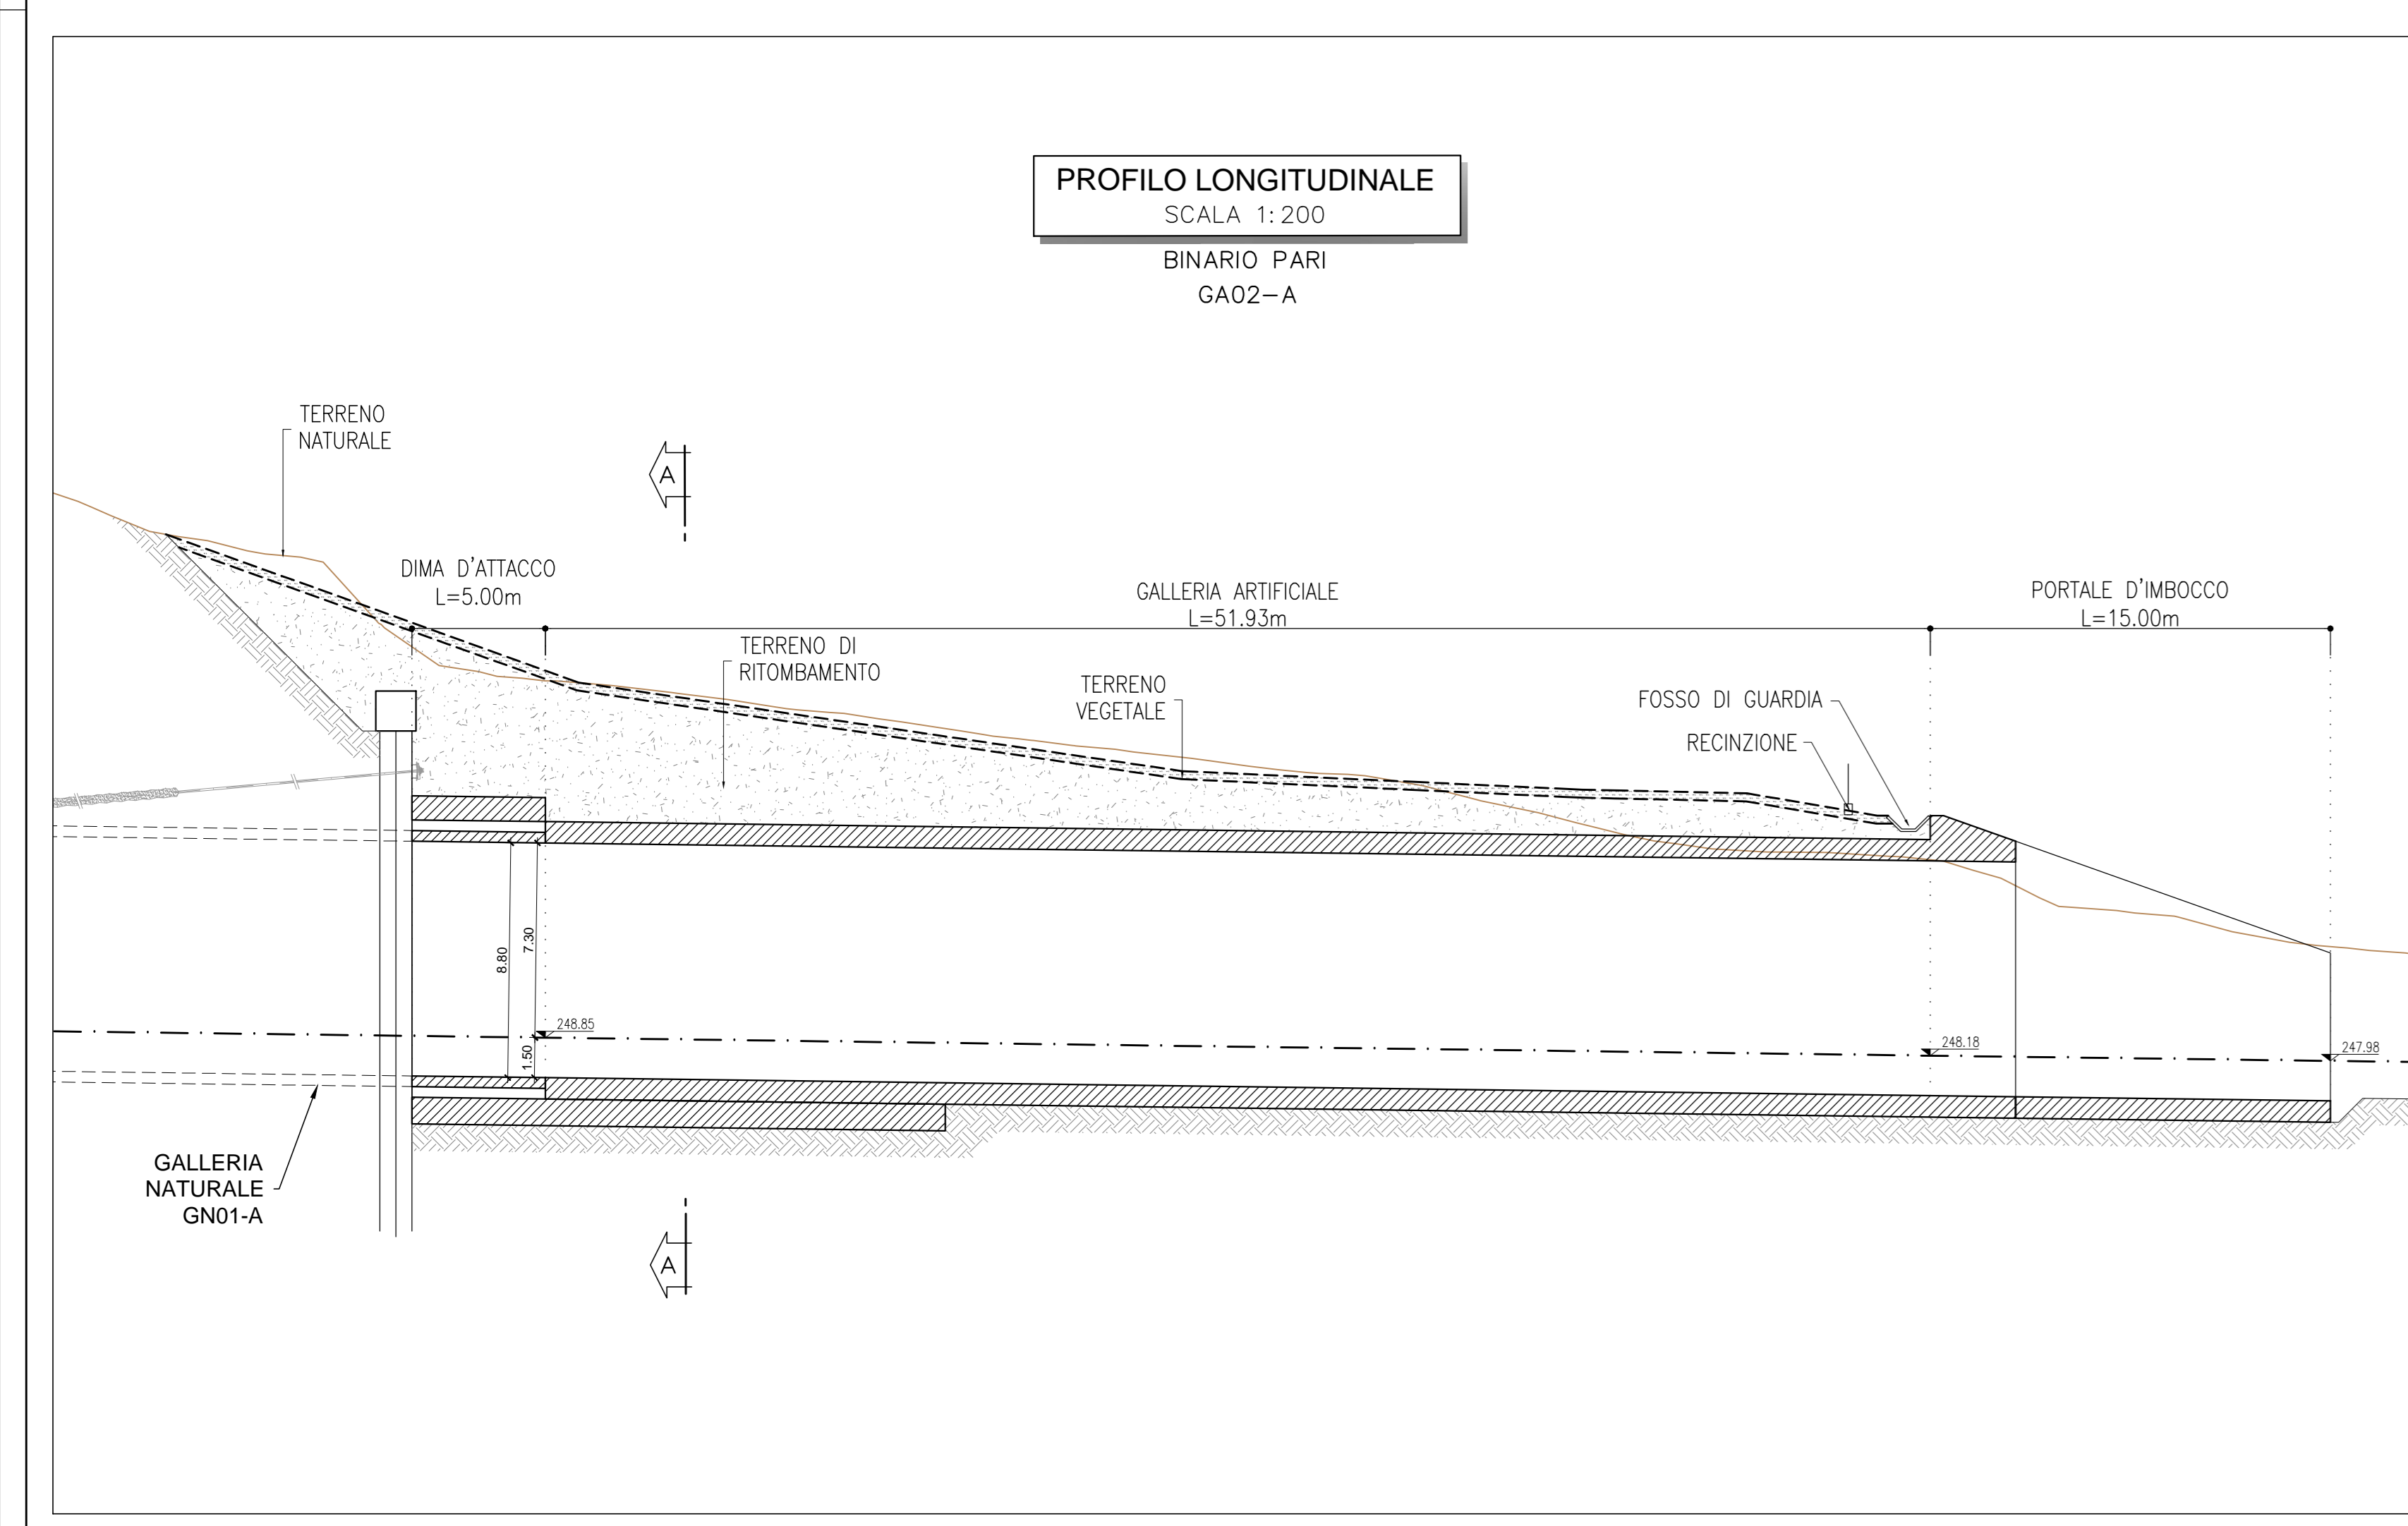 PROFILO LONGITUDINALE
SCALA 1:200
BINARIO PARI
GA02-A
TERRENO
NATURALE
A
DIMA D'ATTACCO
L=5.00m
GALLERIA ARTIFICIALE
L=51.93m
PORTALE D'IMBOCCO
L=15.00m
TERRENO DI
RITOMBAMENTO
TERRENO
VEGETALE
FOSSO DI GUARDIA
RECINZIONE
8.80
7.30
1.50
248.85
248.18
247.98
GALLERIA
NATURALE
GN01-A
A